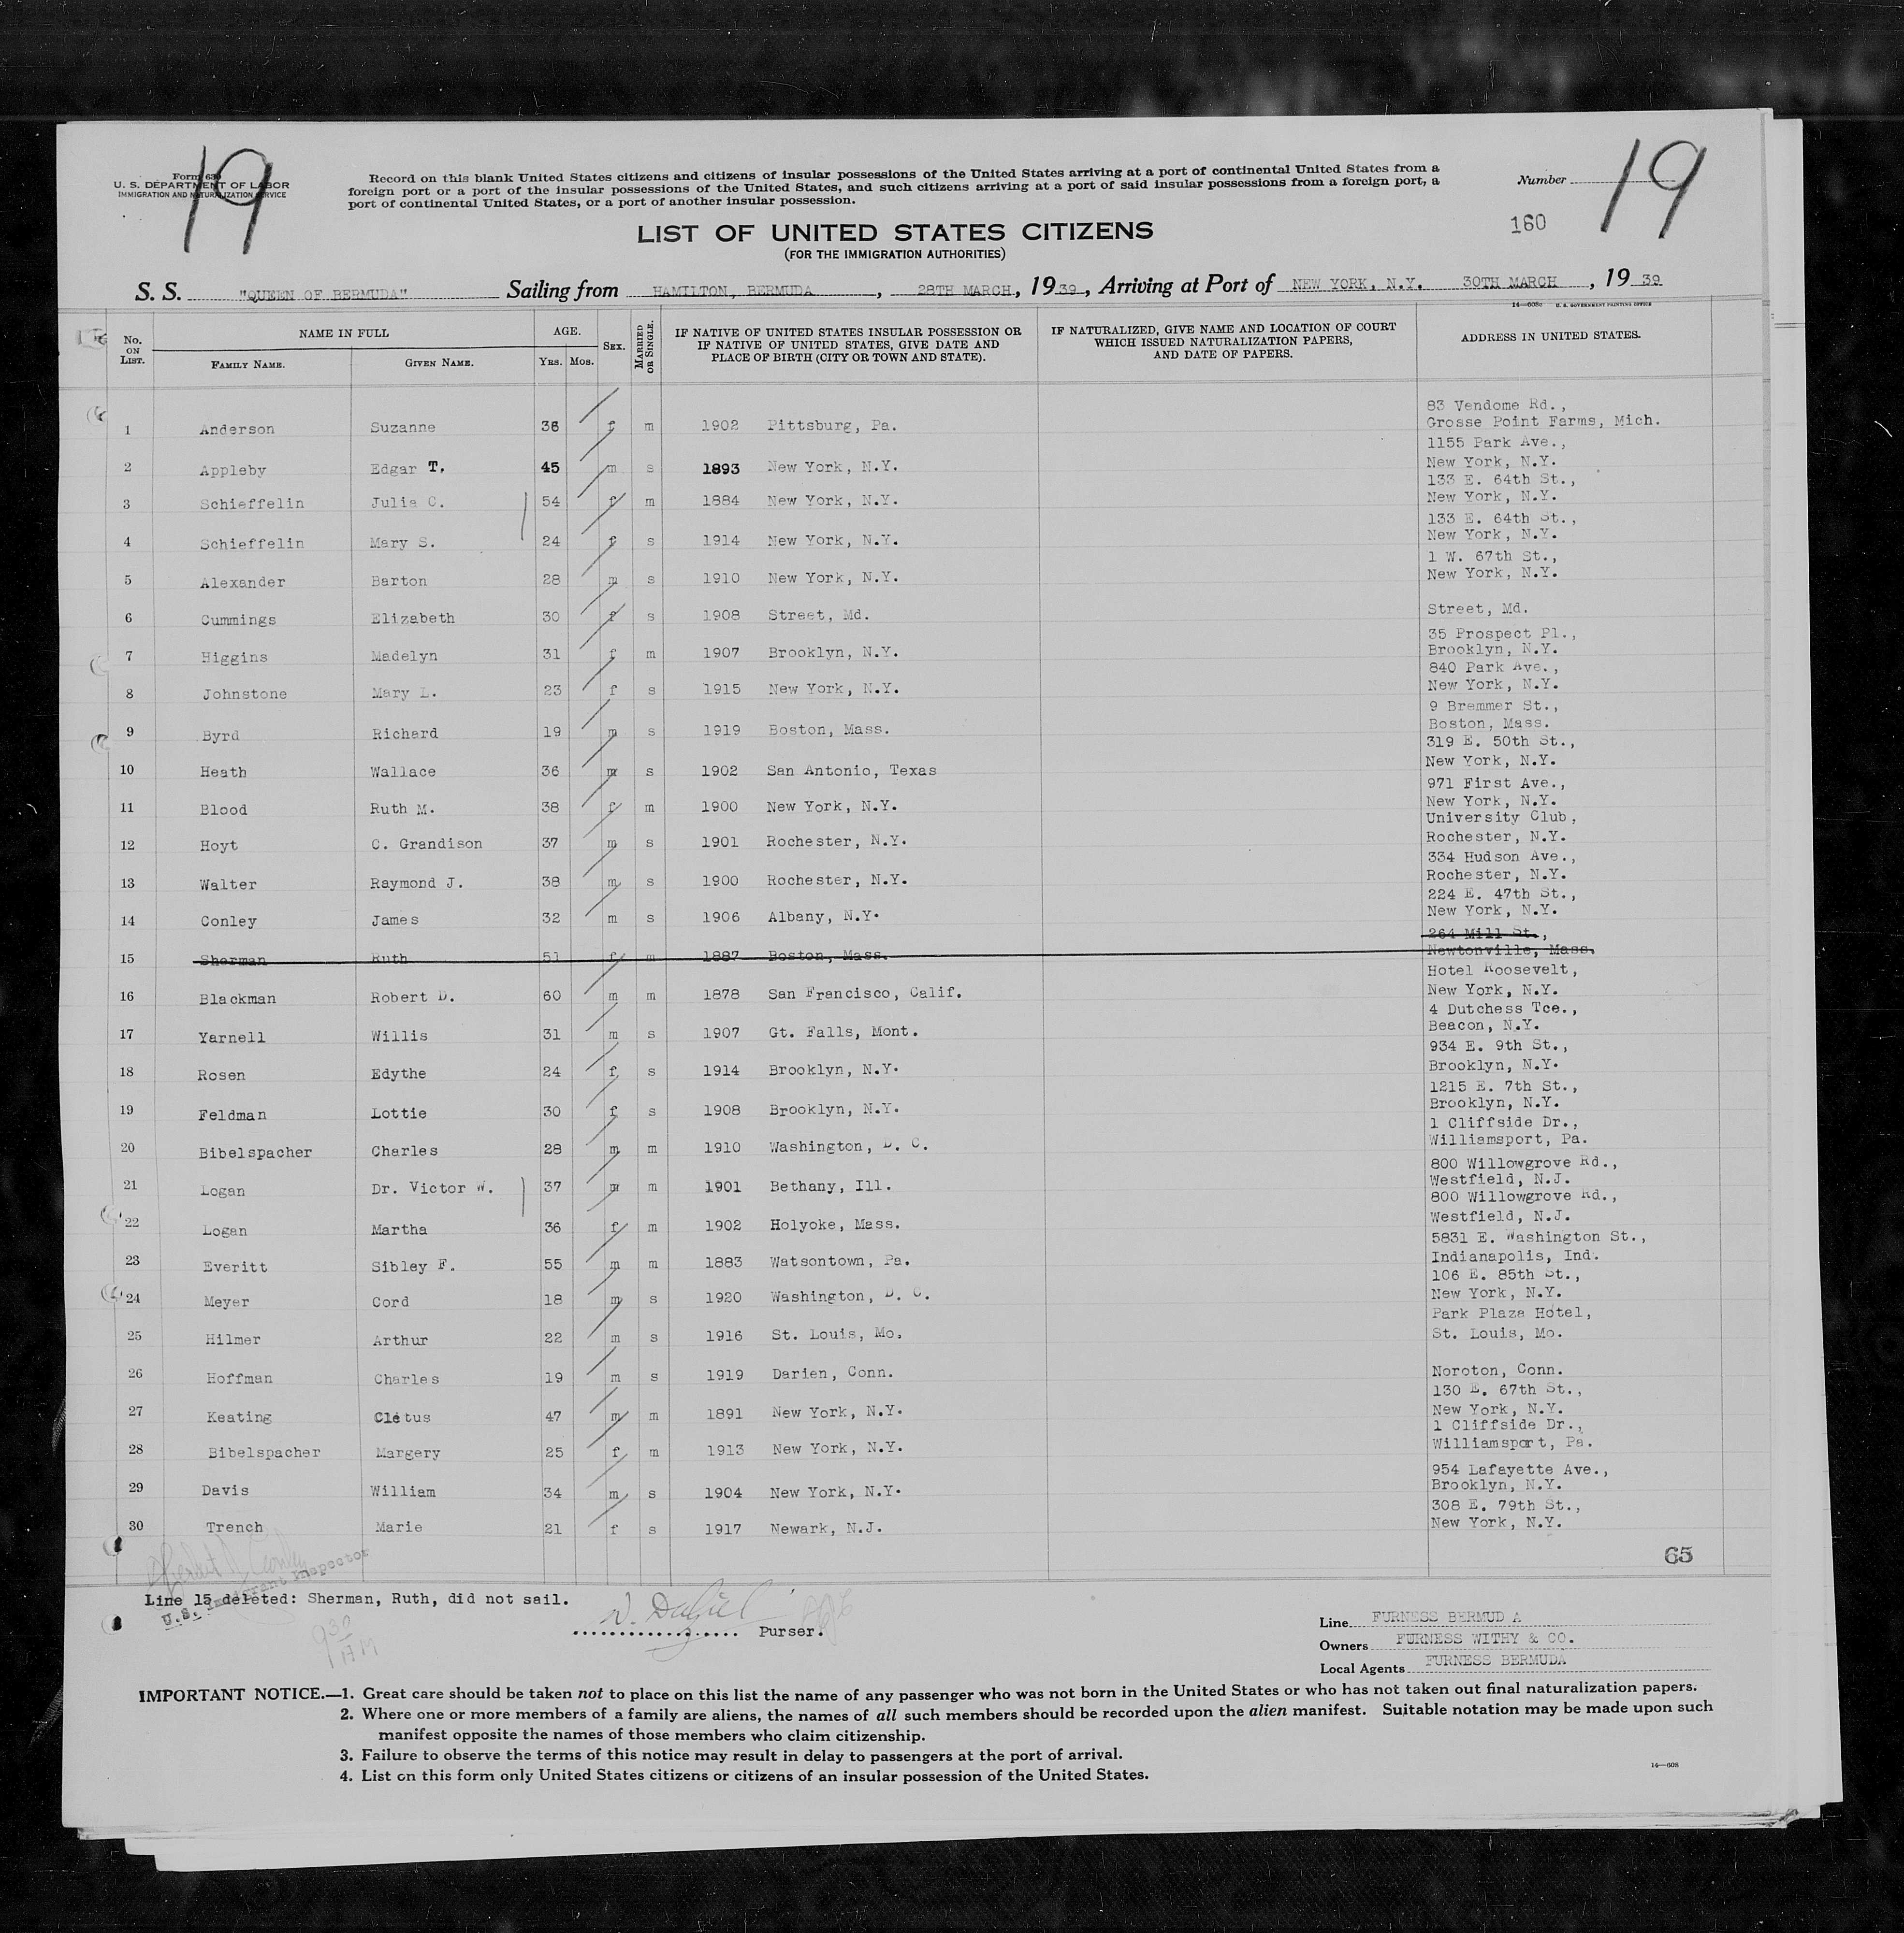 19
19
Form 630
U. S. DEPARTMENT OF LABOR
IMMIGRATION AND NATURALIZATION SERVICE
Record on this blank United States citizens and citizens of insular possessions of the United States arriving at a port of continental United States from a
foreign port or a port of the insular possessions of the United States, and such citizens arriving at a port of said insular possessions from a foreign port, a
port of continental United States, or a port of another insular possession.
Number
160
LIST OF UNITED STATES CITIZENS
(FOR THE IMMIGRATION AUTHORITIES)
S. S. "QUEEN OF BERMUDA" Sailing from HAMILTON, BERMUDA, 28TH MARCH, 1939, Arriving at Port of NEW YORK, N.Y. 30TH MARCH, 1939
14—608c U. S. GOVERNMENT PRINTING OFFICE
No. ON LIST. NAME IN FULL FAMILY NAME. GIVEN NAME. AGE. YRS. MOS. SEX. MARRIED OR SINGLE. IF NATIVE OF UNITED STATES INSULAR POSSESSION OR IF NATIVE OF UNITED STATES, GIVE DATE AND PLACE OF BIRTH (CITY OR TOWN AND STATE). IF NATURALIZED, GIVE NAME AND LOCATION OF COURT WHICH ISSUED NATURALIZATION PAPERS, AND DATE OF PAPERS. ADDRESS IN UNITED STATES.
1 Anderson Suzanne 36 f m 1902 Pittsburg, Pa. 83 Vendome Rd., Grosse Point Farms, Mich.
2 Appleby Edgar T. 45 m s 1893 New York, N.Y. 1155 Park Ave., New York, N.Y.
3 Schieffelin Julia C. 54 f m 1884 New York, N.Y. 133 E. 64th St., New York, N.Y.
4 Schieffelin Mary S. 24 f s 1914 New York, N.Y. 133 E. 64th St., New York, N.Y.
5 Alexander Barton 28 m s 1910 New York, N.Y. 1 W. 67th St., New York, N.Y.
6 Cummings Elizabeth 30 f s 1908 Street, Md. Street, Md.
7 Higgins Madelyn 31 f m 1907 Brooklyn, N.Y. 35 Prospect Pl., Brooklyn, N.Y.
8 Johnstone Mary L. 23 f s 1915 New York, N.Y. 840 Park Ave., New York, N.Y.
9 Byrd Richard 19 m s 1919 Boston, Mass. 9 Bremmer St., Boston, Mass.
10 Heath Wallace 36 m s 1902 San Antonio, Texas 319 E. 50th St., New York, N.Y.
11 Blood Ruth M. 38 f m 1900 New York, N.Y. 971 First Ave., New York, N.Y.
12 Hoyt C. Grandison 37 m s 1901 Rochester, N.Y. University Club, Rochester, N.Y.
13 Walter Raymond J. 38 m s 1900 Rochester, N.Y. 334 Hudson Ave., Rochester, N.Y.
14 Conley James 32 m s 1906 Albany, N.Y. 224 E. 47th St., New York, N.Y.
15 Sherman Ruth 51 f m 1887 Boston, Mass. 264 Mill St., Newtonville, Mass.
16 Blackman Robert D. 60 m m 1878 San Francisco, Calif. Hotel Roosevelt, New York, N.Y.
17 Yarnell Willis 31 m s 1907 Gt. Falls, Mont. 4 Dutchess Tce., Beacon, N.Y.
18 Rosen Edythe 24 f s 1914 Brooklyn, N.Y. 934 E. 9th St., Brooklyn, N.Y.
19 Feldman Lottie 30 f s 1908 Brooklyn, N.Y. 1215 E. 7th St., Brooklyn, N.Y.
20 Bibelspacher Charles 28 m m 1910 Washington, D. C. 1 Cliffside Dr., Williamsport, Pa.
21 Logan Dr. Victor W. 37 m m 1901 Bethany, Ill. 800 Willowgrove Rd., Westfield, N.J.
22 Logan Martha 36 f m 1902 Holyoke, Mass. 800 Willowgrove Rd., Westfield, N.J.
23 Everitt Sibley F. 55 m m 1883 Watsontown, Pa. 5831 E. Washington St., Indianapolis, Ind.
24 Meyer Cord 18 m s 1920 Washington, D. C. 106 E. 85th St., New York, N.Y.
25 Hilmer Arthur 22 m s 1916 St. Louis, Mo. Park Plaza Hotel, St. Louis, Mo.
26 Hoffman Charles 19 m s 1919 Darien, Conn. Noroton, Conn.
27 Keating Cletus 47 m m 1891 New York, N.Y. 130 E. 67th St., New York, N.Y.
28 Bibelspacher Margery 25 f m 1913 New York, N.Y. 1 Cliffside Dr., Williamsport, Pa.
29 Davis William 34 m s 1904 New York, N.Y. 954 Lafayette Ave., Brooklyn, N.Y.
30 Trench Marie 21 f s 1917 Newark, N.J. 308 E. 79th St., New York, N.Y.
65
U.S. Immigrant Inspector
Line 15 deleted: Sherman, Ruth, did not sail.
9 30 AM
Purser.
Line FURNESS BERMUDA
Owners FURNESS WITHY & CO.
Local Agents FURNESS BERMUDA
IMPORTANT NOTICE.—1. Great care should be taken not to place on this list the name of any passenger who was not born in the United States or who has not taken out final naturalization papers.
2. Where one or more members of a family are aliens, the names of all such members should be recorded upon the alien manifest. Suitable notation may be made upon such
manifest opposite the names of those members who claim citizenship.
3. Failure to observe the terms of this notice may result in delay to passengers at the port of arrival.
4. List on this form only United States citizens or citizens of an insular possession of the United States.
14—608